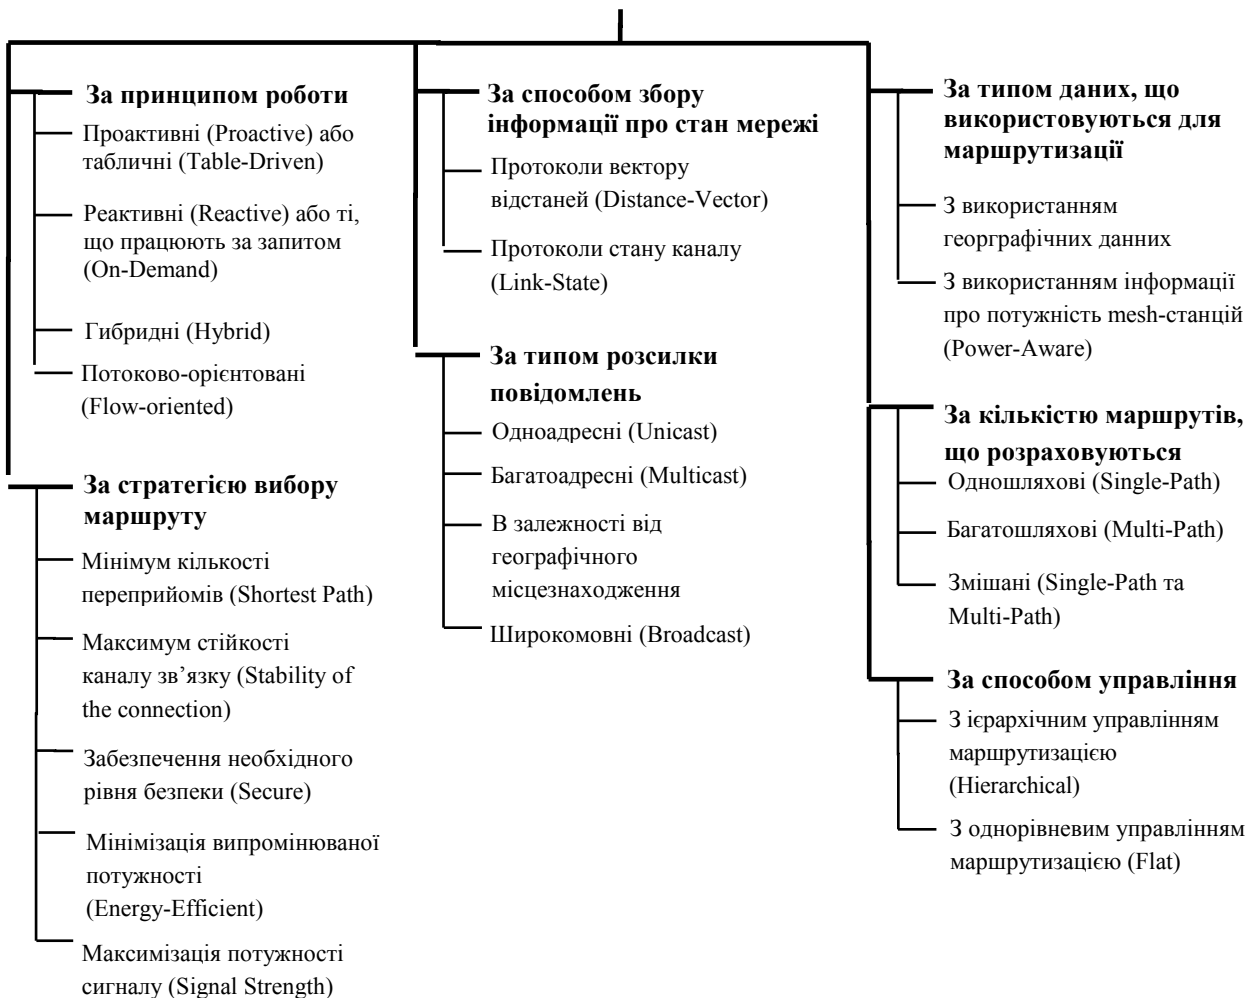 За принципом роботи
Проактивні (Proactive) або
табличні (Table-Driven)
Реактивні (Reactive) або ті,
що працюють за запитом
(On-Demand)
Гибридні (Hybrid)
Потоково-орієнтовані
(Flow-oriented)
За стратегією вибору
маршруту
Мінімум кількості
переприйомів (Shortest Path)
Максимум стійкості
каналу зв’язку (Stability of
the connection)
Забезпечення необхідного
рівня безпеки (Secure)
Мінімізація випромінюваної
потужності
(Energy-Efficient)
Максимізація потужності
сигналу (Signal Strength)
За способом збору
інформації про стан мережі
Протоколи вектору
відстаней (Distance-Vector)
Протоколи стану каналу
(Link-State)
За типом розсилки
повідомлень
Одноадресні (Unicast)
Багатоадресні (Multicast)
В залежності від
географічного
місцезнаходження
Широкомовні (Broadcast)
За типом даних, що
використовуються для
маршрутизації
З використанням
георграфічних данних
З використанням інформації
про потужність mesh-станцій
(Power-Aware)
За кількістю маршрутів,
що розраховуються
Одношляхові (Single-Path)
Багатошляхові (Multi-Path)
Змішані (Single-Path та
Multi-Path)
За способом управління
З ієрархічним управлінням
маршрутизацією
(Hierarchical)
З однорівневим управлінням
маршрутизацією (Flat)